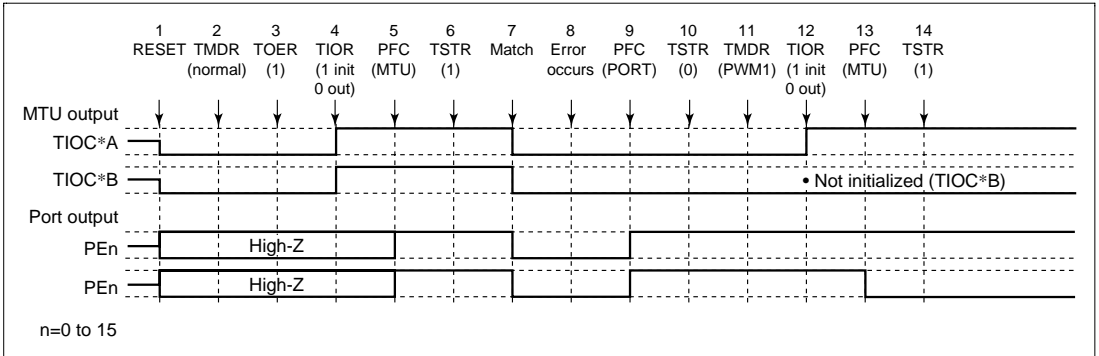 1 2 3 4 5 6 7 8 9 10 11 12 13 14
RESET TMDR TOER TIOR PFC TSTR Match Error PFC TSTR TMDR TIOR PFC TSTR
(normal) (1) (1 init (MTU) (1) occurs (PORT) (0) (PWM1) (1 init (MTU) (1)
0 out) 0 out)
MTU output
TIOC*A
TIOC*B
• Not initialized (TIOC*B)
Port output
PEn High-Z
PEn High-Z
n=0 to 15